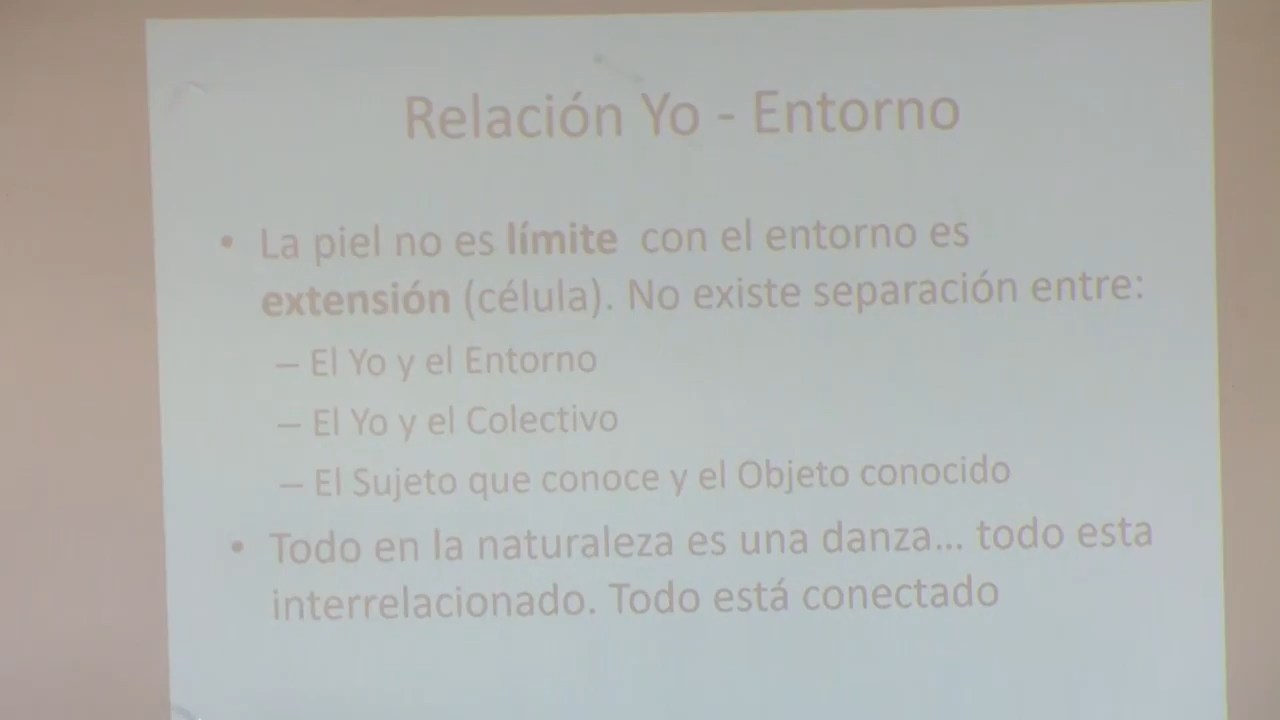 Relación Yo - Entorno
• La piel no es límite con el entorno es
extensión (célula). No existe separación entre:
– El Yo y el Entorno
– El Yo y el Colectivo
– El Sujeto que conoce y el Objeto conocido
• Todo en la naturaleza es una danza... todo esta
interrelacionado. Todo está conectado